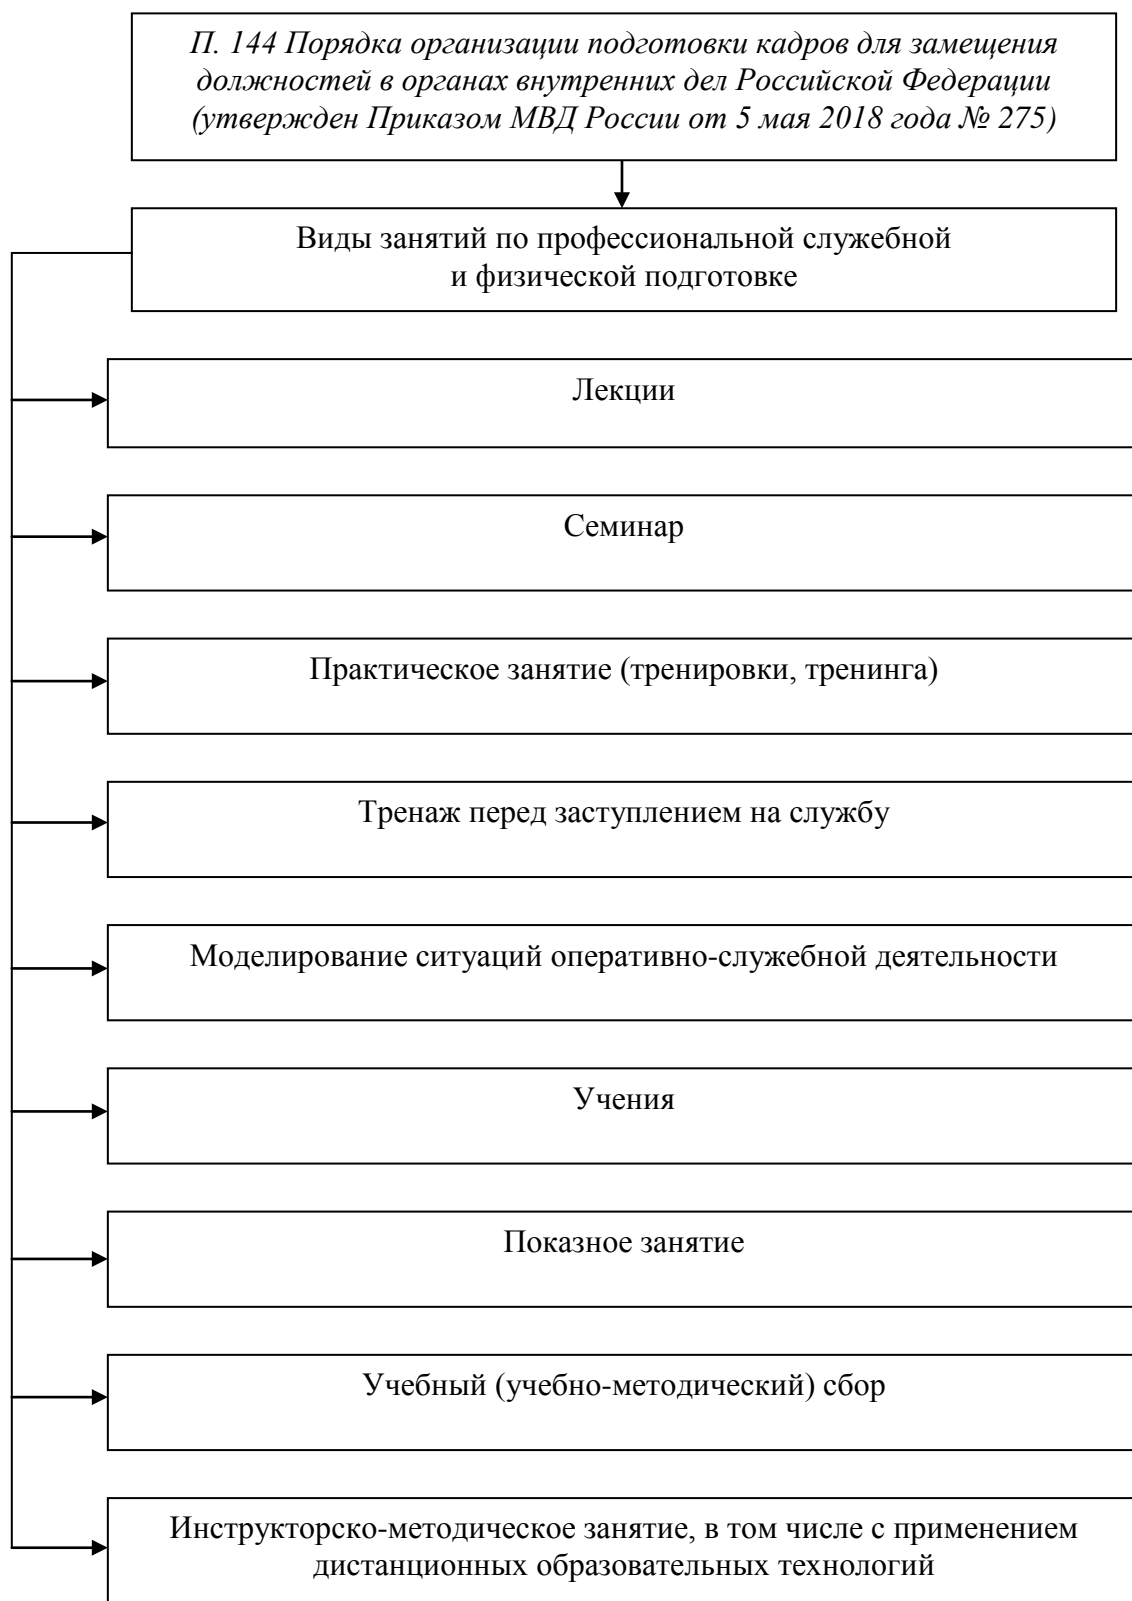 П. 144 Порядка организации подготовки кадров для замещения
должностей в органах внутренних дел Российской Федерации
(утвержден Приказом МВД России от 5 мая 2018 года № 275)
Виды занятий по профессиональной служебной
и физической подготовке
Лекции
Семинар
Практическое занятие (тренировки, тренинга)
Тренаж перед заступлением на службу
Моделирование ситуаций оперативно-служебной деятельности
Учения
Показное занятие
Учебный (учебно-методический) сбор
Инструкторско-методическое занятие, в том числе с применением
дистанционных образовательных технологий